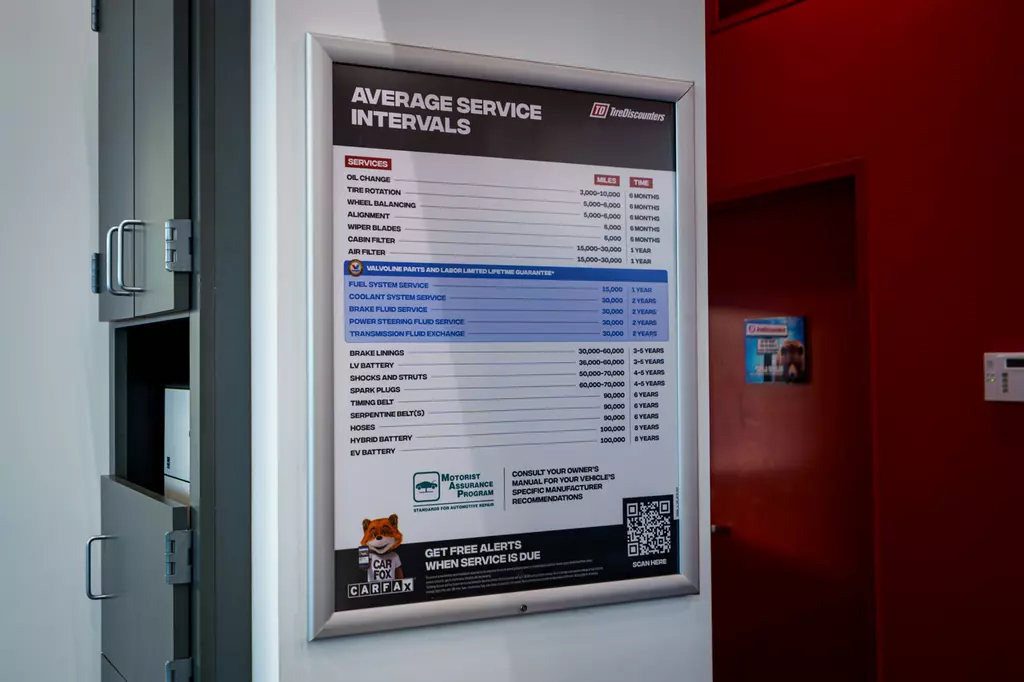 AVERAGE SERVICE
INTERVALS
TD TireDiscounters
SERVICES MILES TIME
OIL CHANGE 3,000-10,000 6 MONTHS
TIRE ROTATION 5,000-6,000 6 MONTHS
WHEEL BALANCING 5,000-6,000 6 MONTHS
ALIGNMENT 6,000 6 MONTHS
WIPER BLADES 6,000 6 MONTHS
CABIN FILTER 15,000-30,000 1 YEAR
AIR FILTER 15,000-30,000 1 YEAR
VALVOLINE PARTS AND LABOR LIMITED LIFETIME GUARANTEE*
FUEL SYSTEM SERVICE 15,000 1 YEAR
COOLANT SYSTEM SERVICE 30,000 2 YEARS
BRAKE FLUID SERVICE 30,000 2 YEARS
POWER STEERING FLUID SERVICE 30,000 2 YEARS
TRANSMISSION FLUID EXCHANGE 30,000 2 YEARS
BRAKE LININGS 30,000-60,000 3-5 YEARS
LV BATTERY 36,000-60,000 3-5 YEARS
SHOCKS AND STRUTS 50,000-70,000 4-5 YEARS
SPARK PLUGS 60,000-70,000 4-5 YEARS
TIMING BELT 90,000 6 YEARS
SERPENTINE BELT(S) 90,000 6 YEARS
HOSES 90,000 6 YEARS
HYBRID BATTERY 100,000 8 YEARS
EV BATTERY 100,000 8 YEARS
MOTORIST
ASSURANCE
PROGRAM
STANDARDS FOR AUTOMOTIVE REPAIR
CONSULT YOUR OWNER'S
MANUAL FOR YOUR VEHICLE'S
SPECIFIC MANUFACTURER
RECOMMENDATIONS
CAR
FOX
CARFAX
GET FREE ALERTS
WHEN SERVICE IS DUE
SCAN HERE